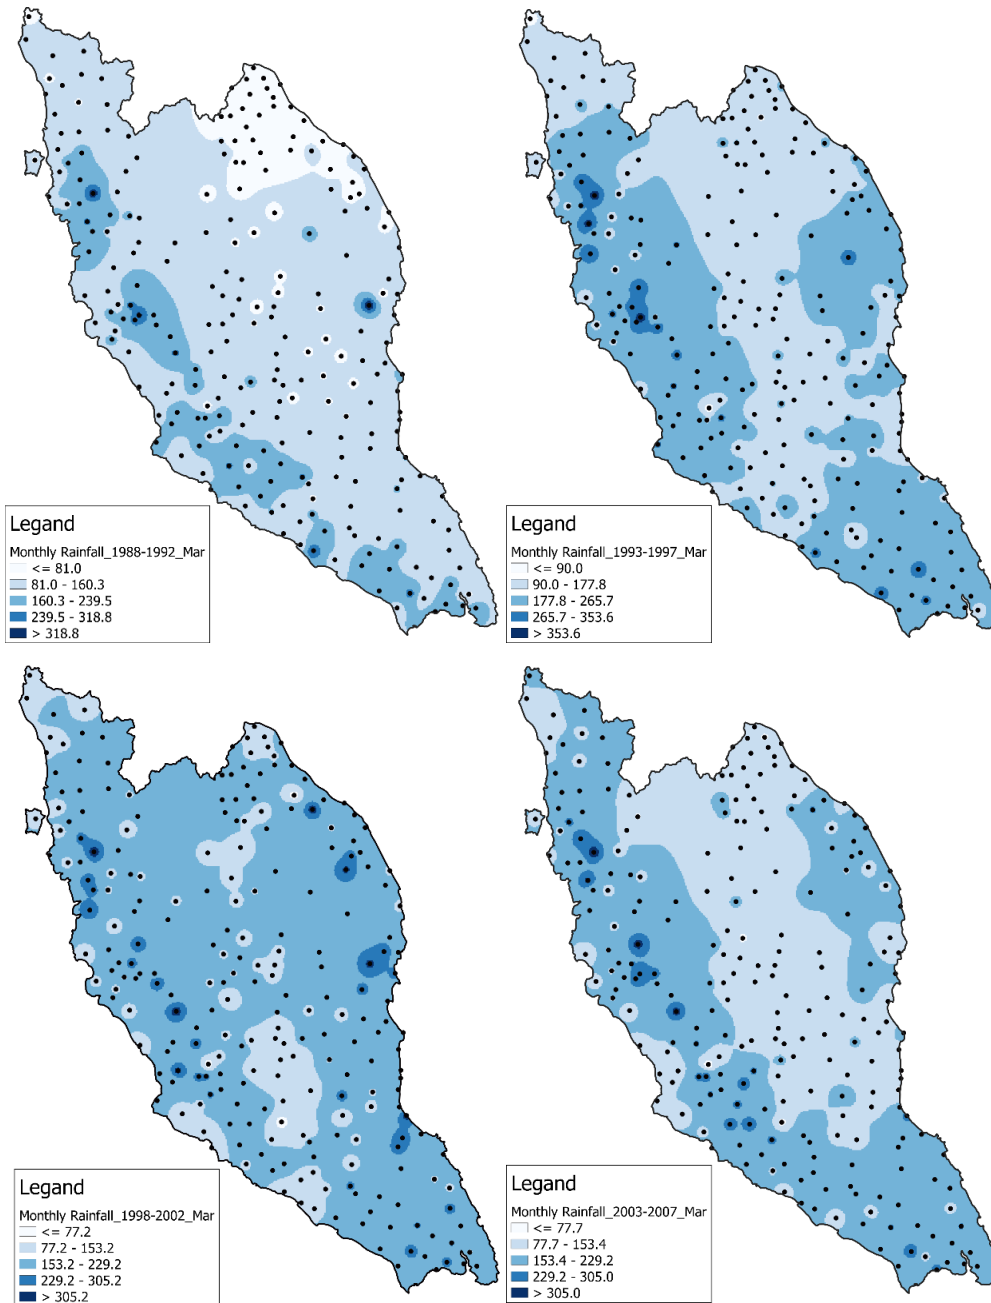 Legand
Monthly Rainfall_1988-1992_Mar
<= 81.0
81.0 - 160.3
160.3 - 239.5
239.5 - 318.8
> 318.8
Legand
Monthly Rainfall_1993-1997_Mar
<= 90.0
90.0 - 177.8
177.8 - 265.7
265.7 - 353.6
> 353.6
Legand
Monthly Rainfall_1998-2002_Mar
<= 77.2
77.2 - 153.2
153.2 - 229.2
229.2 - 305.2
> 305.2
Legand
Monthly Rainfall_2003-2007_Mar
<= 77.7
77.7 - 153.4
153.4 - 229.2
229.2 - 305.0
> 305.0